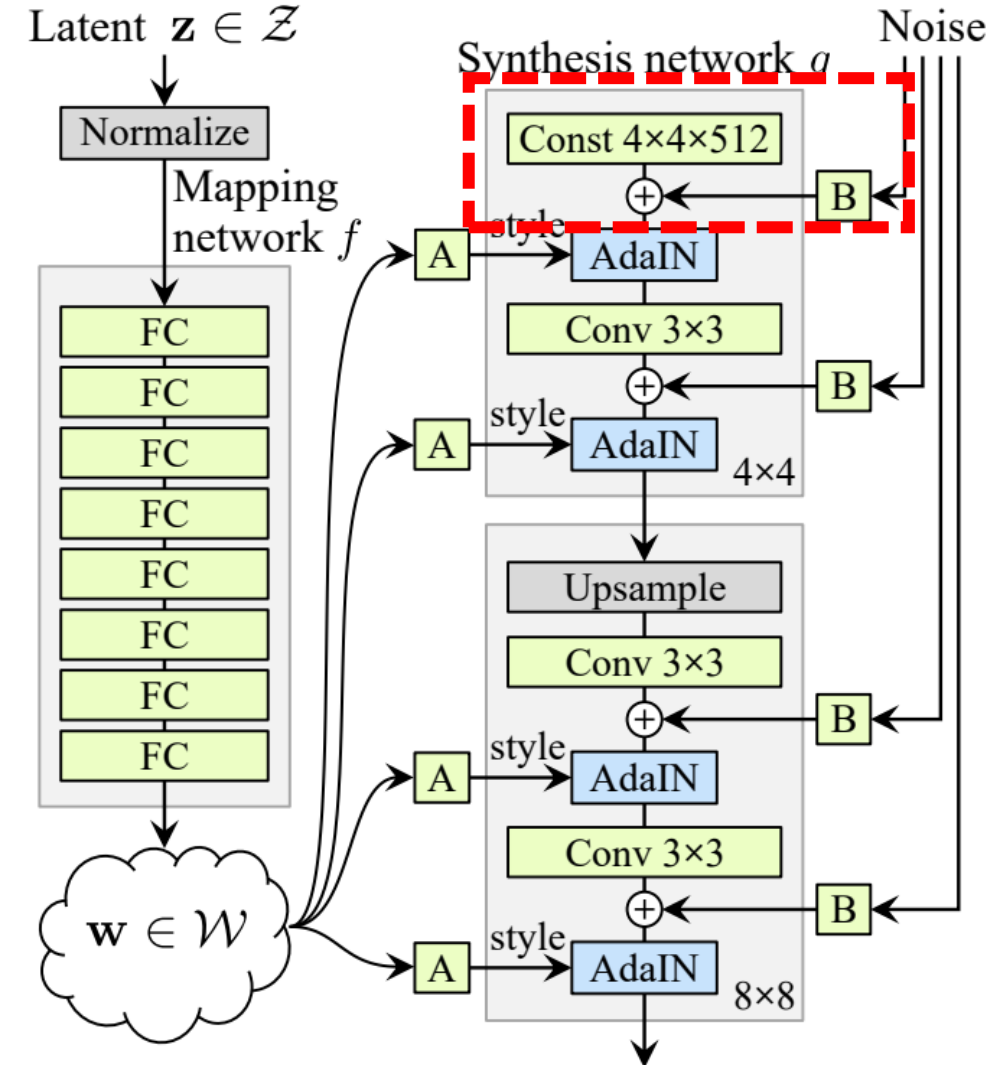 Latent z ∈ 𝒵
Normalize
Mapping
network f
FC
FC
FC
FC
FC
FC
FC
FC
w ∈ 𝒲
Synthesis network g
Noise
Const 4×4×512
B
style
A
AdaIN
Conv 3×3
B
style
A
AdaIN
4×4
Upsample
Conv 3×3
B
style
A
AdaIN
Conv 3×3
B
style
A
AdaIN
8×8